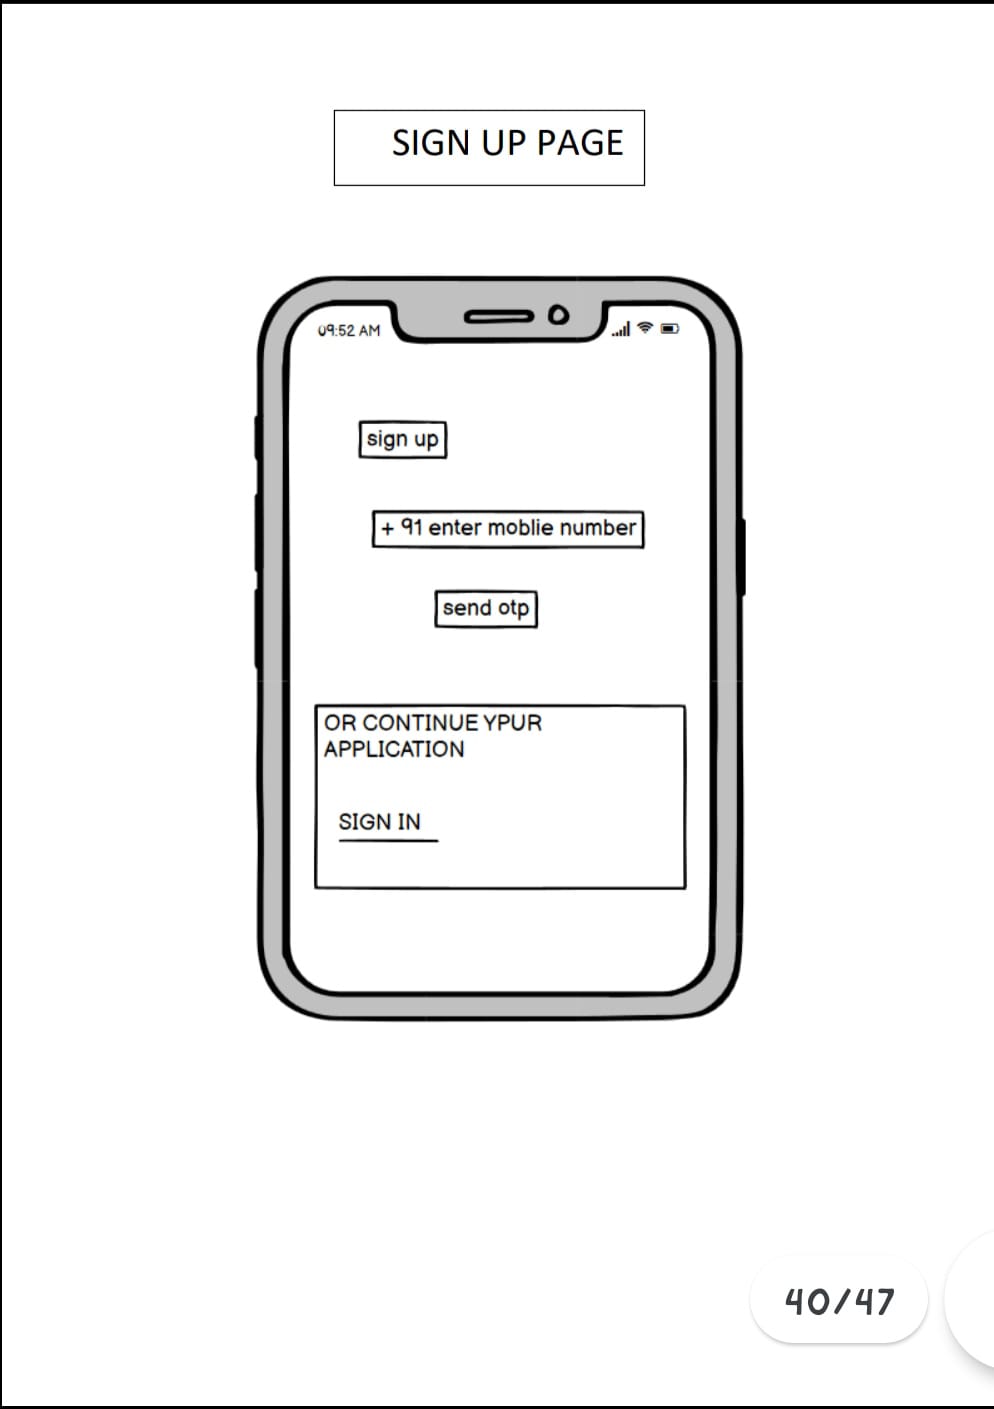 SIGN UP PAGE
09:52 AM
sign up
+ 91 enter moblie number
send otp
OR CONTINUE YPUR
APPLICATION
SIGN IN
40/47